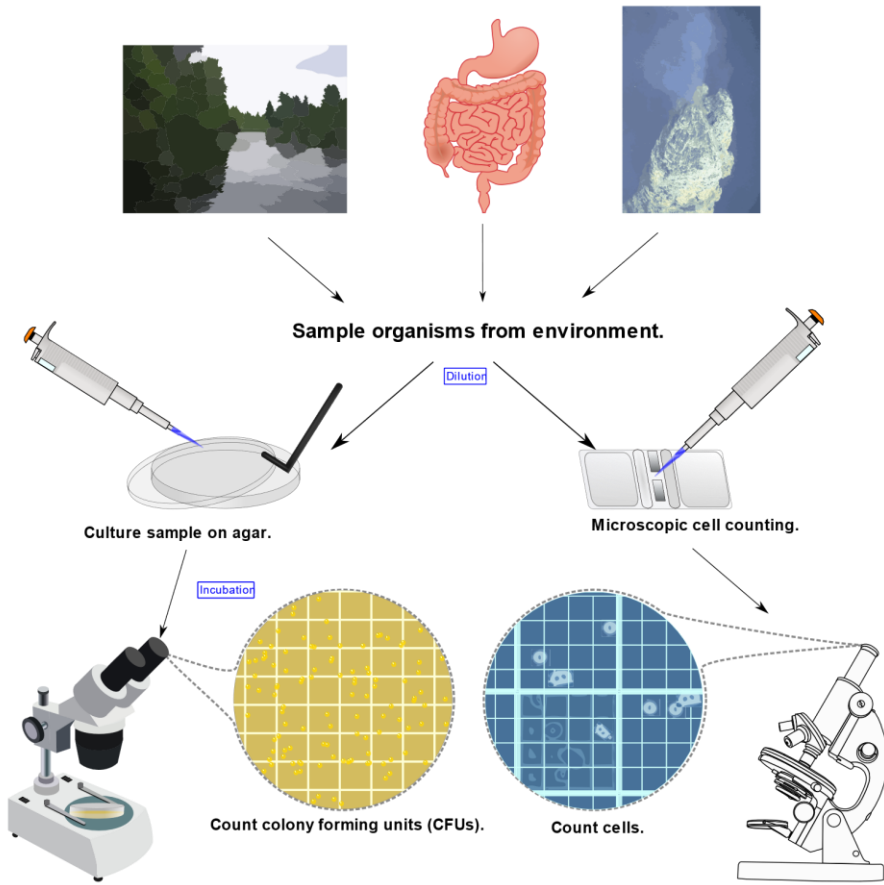 Sample organisms from environment.
Dilution
Culture sample on agar.
Microscopic cell counting.
Incubation
Count colony forming units (CFUs).
Count cells.